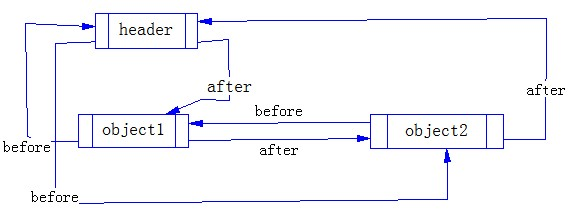 header
after
after
before
object1
object2
before
after
before